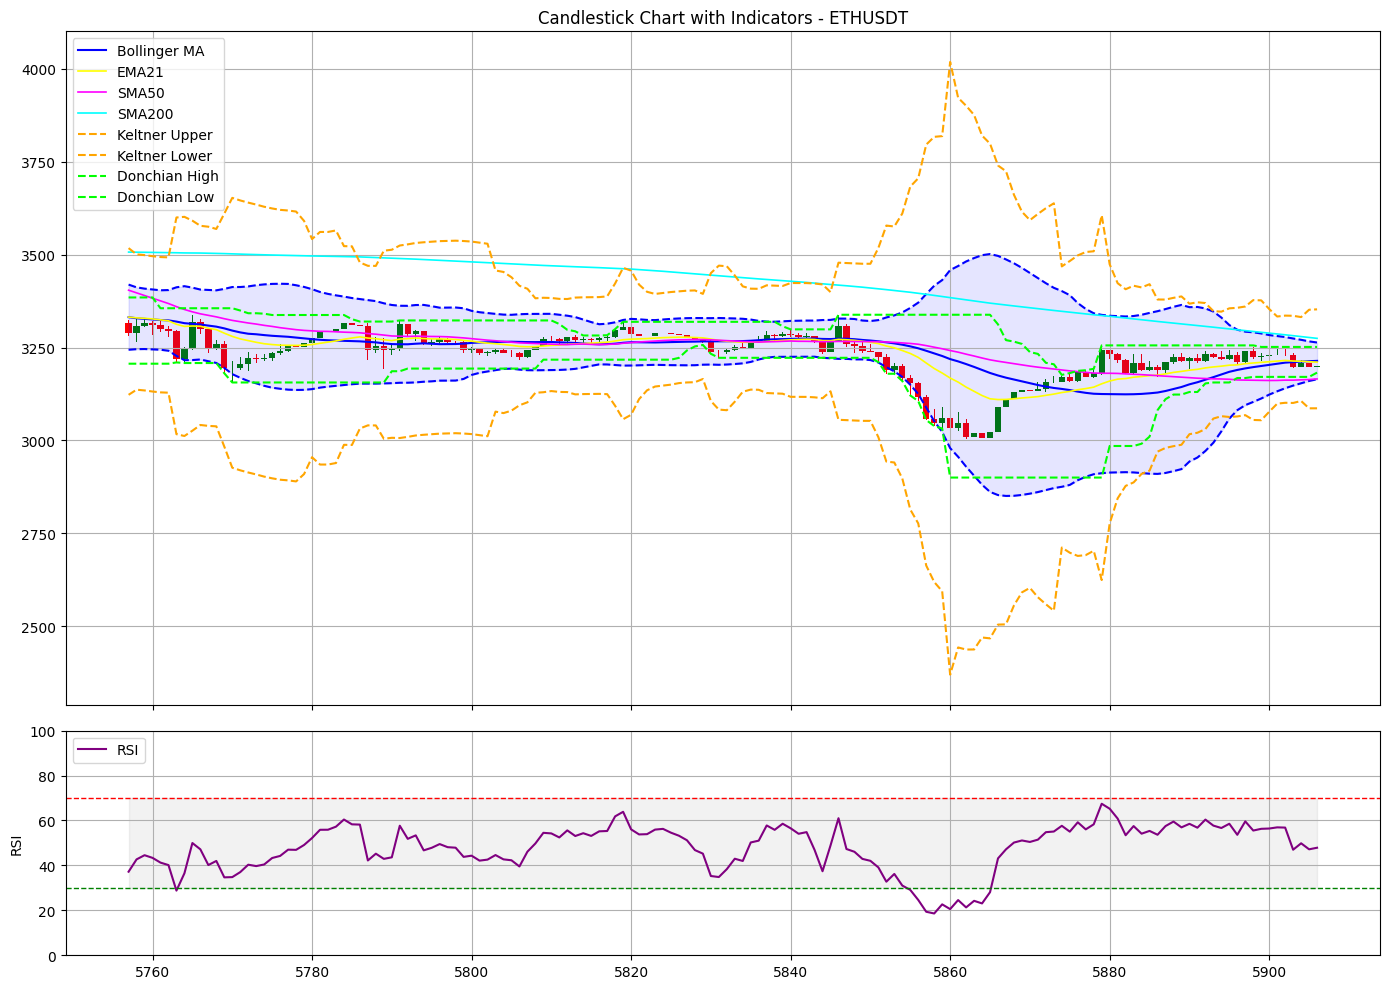 Candlestick Chart with Indicators - ETHUSDT
Bollinger MA
EMA21
SMA50
SMA200
Keltner Upper
Keltner Lower
Donchian High
Donchian Low
4000
3750
3500
3250
3000
2750
2500
RSI
100
80
60
40
20
0
RSI
5760
5780
5800
5820
5840
5860
5880
5900